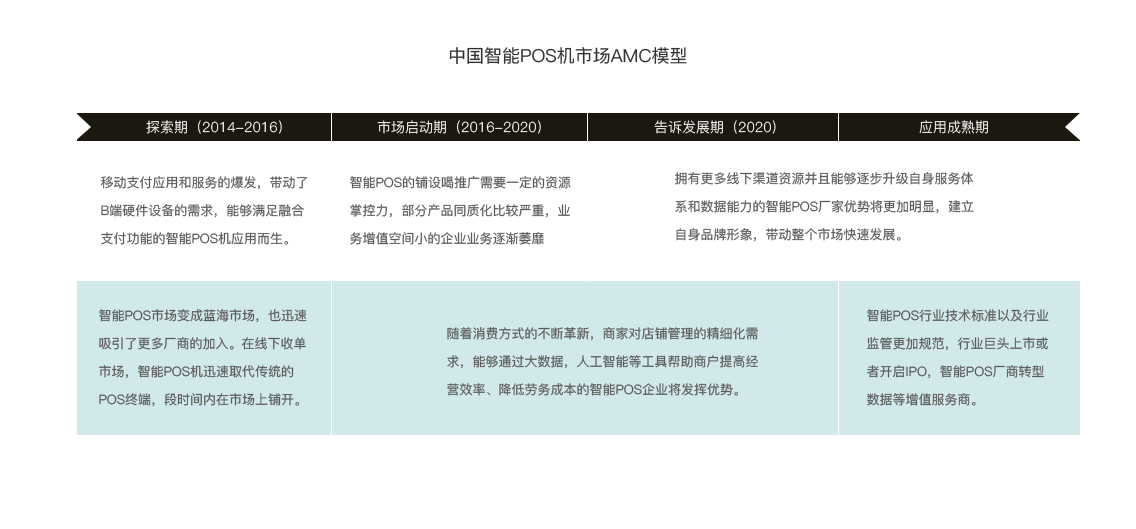 中国智能POS机市场AMC模型
探索期（2014-2016）
市场启动期（2016-2020）
告诉发展期（2020）
应用成熟期
移动支付应用和服务的爆发，带动了
B端硬件设备的需求，能够满足融合
支付功能的智能POS机应用而生。
智能POS的铺设喝推广需要一定的资源
掌控力，部分产品同质化比较严重，业
务增值空间小的企业业务逐渐萎靡
拥有更多线下渠道资源并且能够逐步升级自身服务体
系和数据能力的智能POS厂家优势将更加明显，建立
自身品牌形象，带动整个市场快速发展。
智能POS市场变成蓝海市场，也迅速
吸引了更多厂商的加入。在线下收单
市场，智能POS机迅速取代传统的
POS终端，段时间内在市场上铺开。
随着消费方式的不断革新，商家对店铺管理的精细化需
求，能够通过大数据，人工智能等工具帮助商户提高经
营效率、降低劳务成本的智能POS企业将发挥优势。
智能POS行业技术标准以及行业
监管更加规范，行业巨头上市或
者开启IPO，智能POS厂商转型
数据等增值服务商。